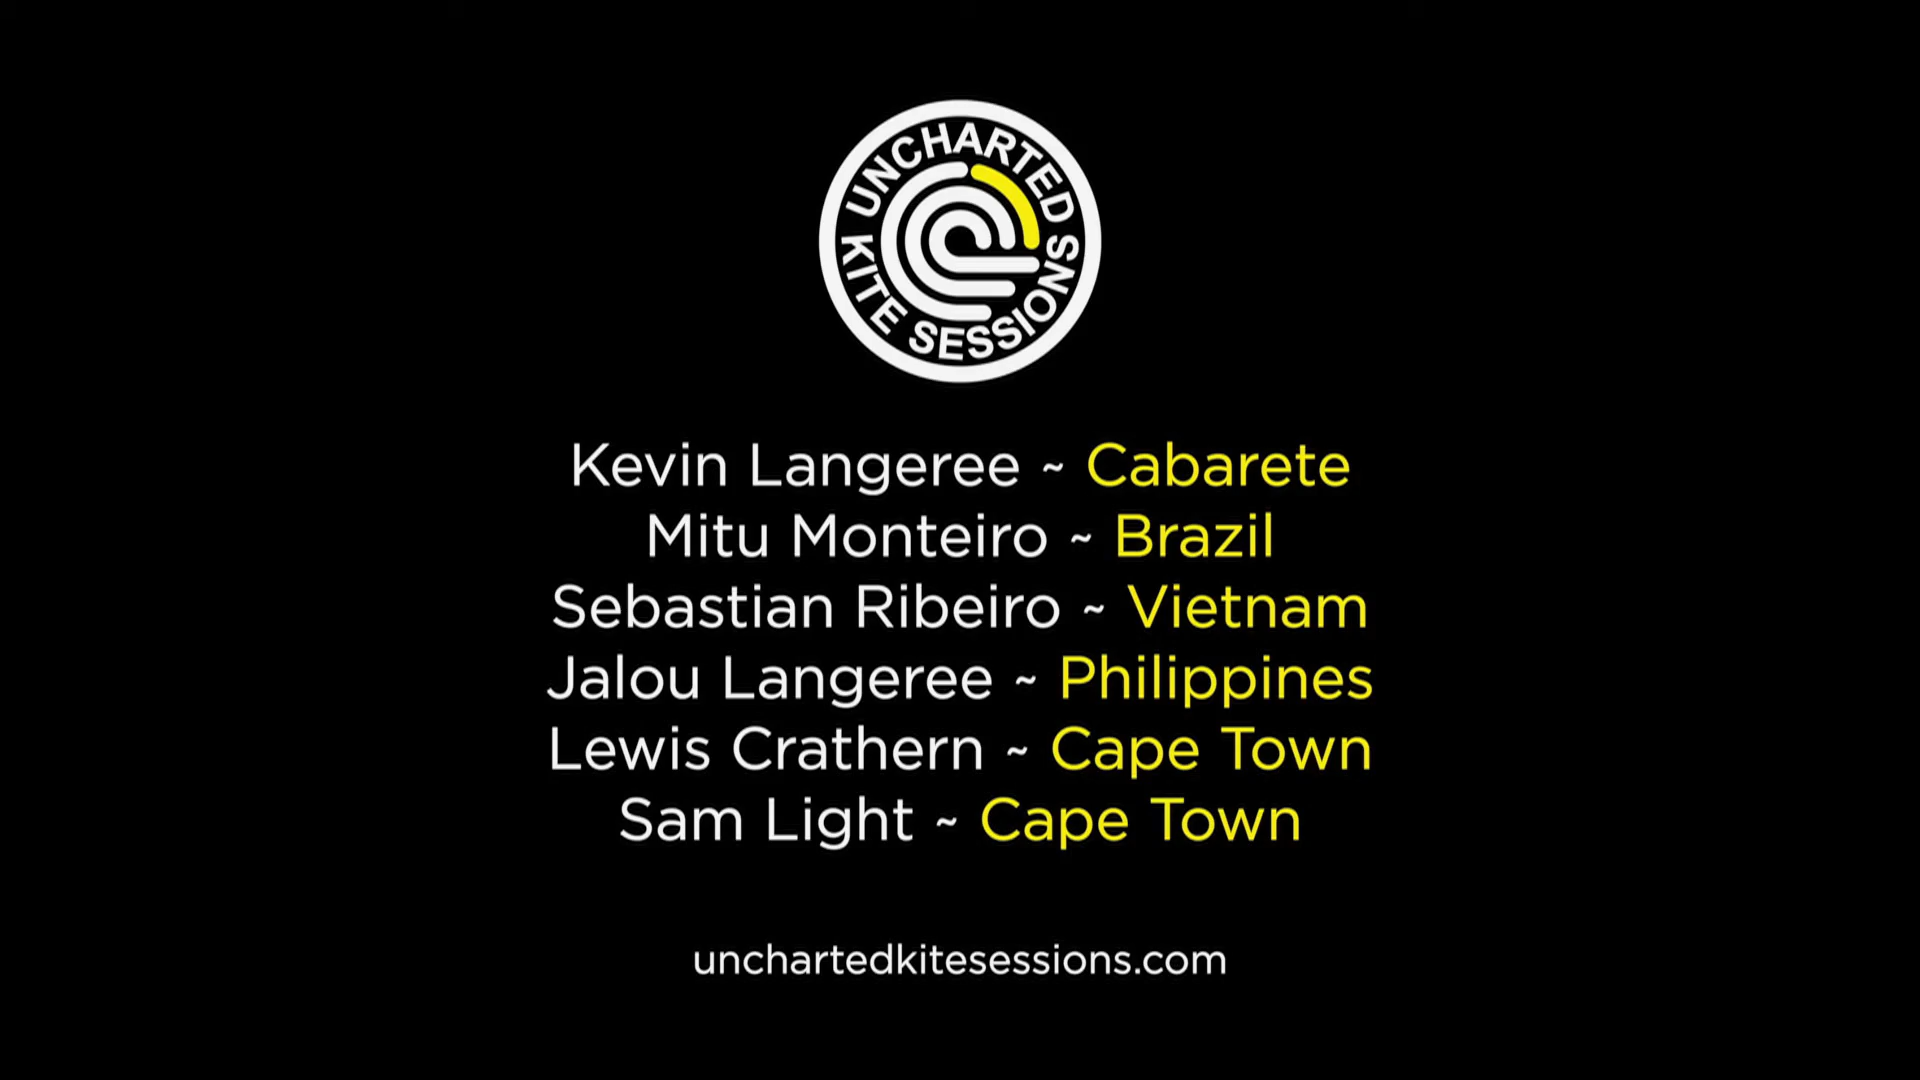 UNCHARTED
KITE SESSIONS
Kevin Langeree ~ Cabarete
Mitu Monteiro ~ Brazil
Sebastian Ribeiro ~ Vietnam
Jalou Langeree ~ Philippines
Lewis Crathern ~ Cape Town
Sam Light ~ Cape Town
unchartedkitesessions.com